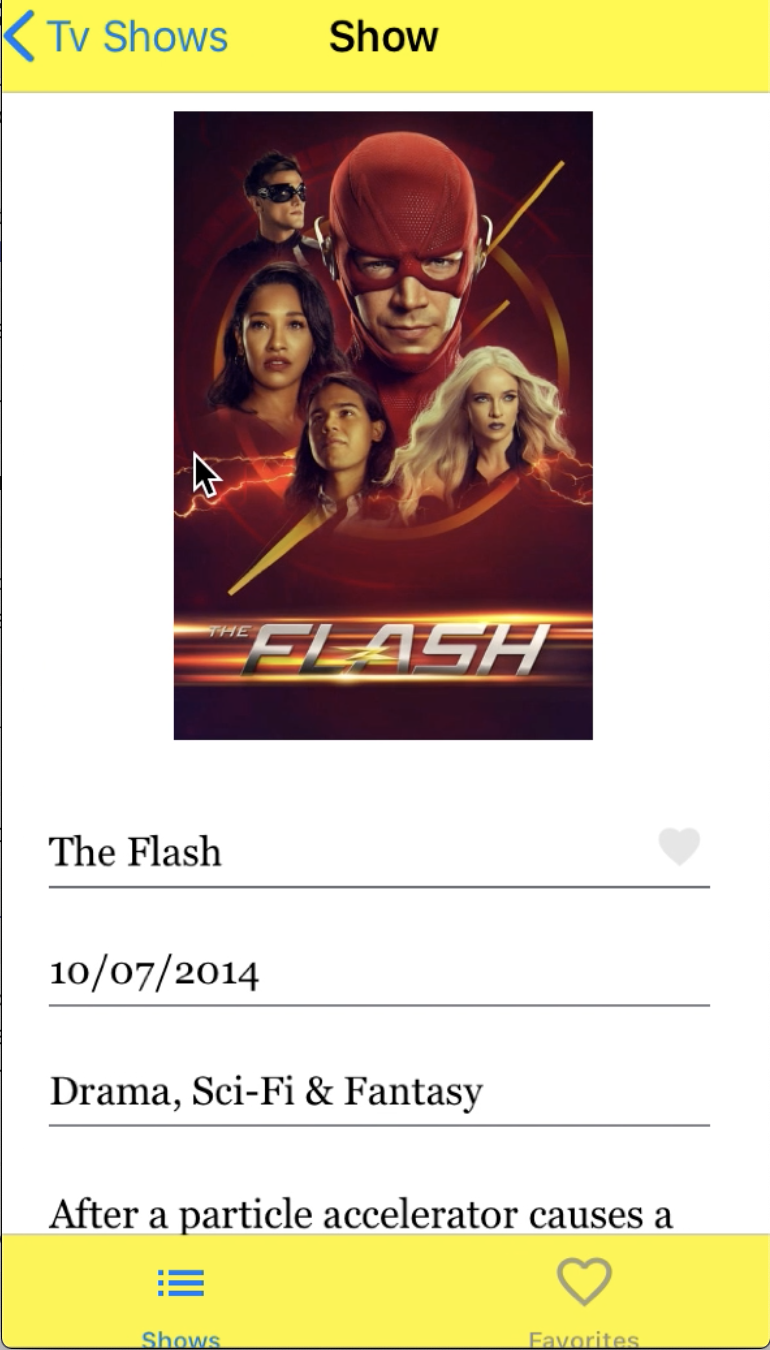 Tv Shows
Show
THE
FLASH
The Flash
10/07/2014
Drama, Sci-Fi & Fantasy
After a particle accelerator causes a
Shows
Favorites